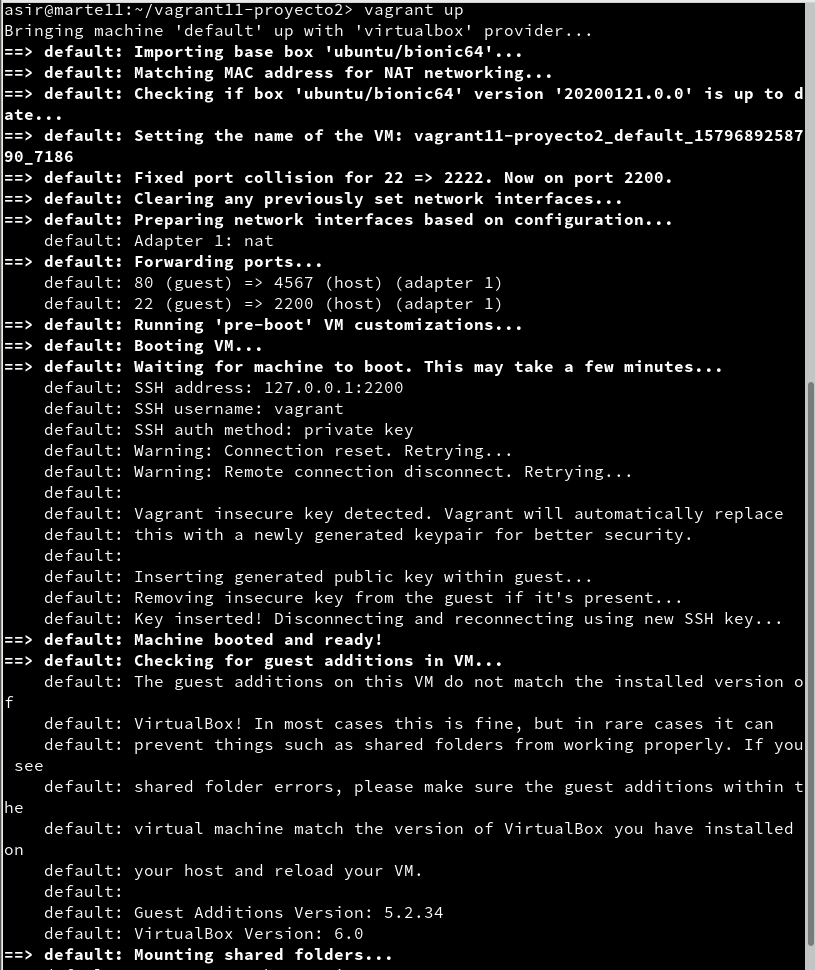 asir@martell:~/vagrant11-proyecto2> vagrant up
Bringing machine 'default' up with 'virtualbox' provider...
==> default: Importing base box 'ubuntu/bionic64'...
==> default: Matching MAC address for NAT networking...
==> default: Checking if box 'ubuntu/bionic64' version '20200121.0.0' is up to d
ate...
==> default: Setting the name of the VM: vagrant11-proyecto2_default_15796892587
90_7186
==> default: Fixed port collision for 22 => 2222. Now on port 2200.
==> default: Clearing any previously set network interfaces...
==> default: Preparing network interfaces based on configuration...
    default: Adapter 1: nat
==> default: Forwarding ports...
    default: 80 (guest) => 4567 (host) (adapter 1)
    default: 22 (guest) => 2200 (host) (adapter 1)
==> default: Running 'pre-boot' VM customizations...
==> default: Booting VM...
==> default: Waiting for machine to boot. This may take a few minutes...
    default: SSH address: 127.0.0.1:2200
    default: SSH username: vagrant
    default: SSH auth method: private key
    default: Warning: Connection reset. Retrying...
    default: Warning: Remote connection disconnect. Retrying...
    default:
    default: Vagrant insecure key detected. Vagrant will automatically replace
    default: this with a newly generated keypair for better security.
    default:
    default: Inserting generated public key within guest...
    default: Removing insecure key from the guest if it's present...
    default: Key inserted! Disconnecting and reconnecting using new SSH key...
==> default: Machine booted and ready!
==> default: Checking for guest additions in VM...
    default: The guest additions on this VM do not match the installed version o
f
    default: VirtualBox! In most cases this is fine, but in rare cases it can
    default: prevent things such as shared folders from working properly. If you
 see
    default: shared folder errors, please make sure the guest additions within t
he
    default: virtual machine match the version of VirtualBox you have installed
on
    default: your host and reload your VM.
    default:
    default: Guest Additions Version: 5.2.34
    default: VirtualBox Version: 6.0
==> default: Mounting shared folders...